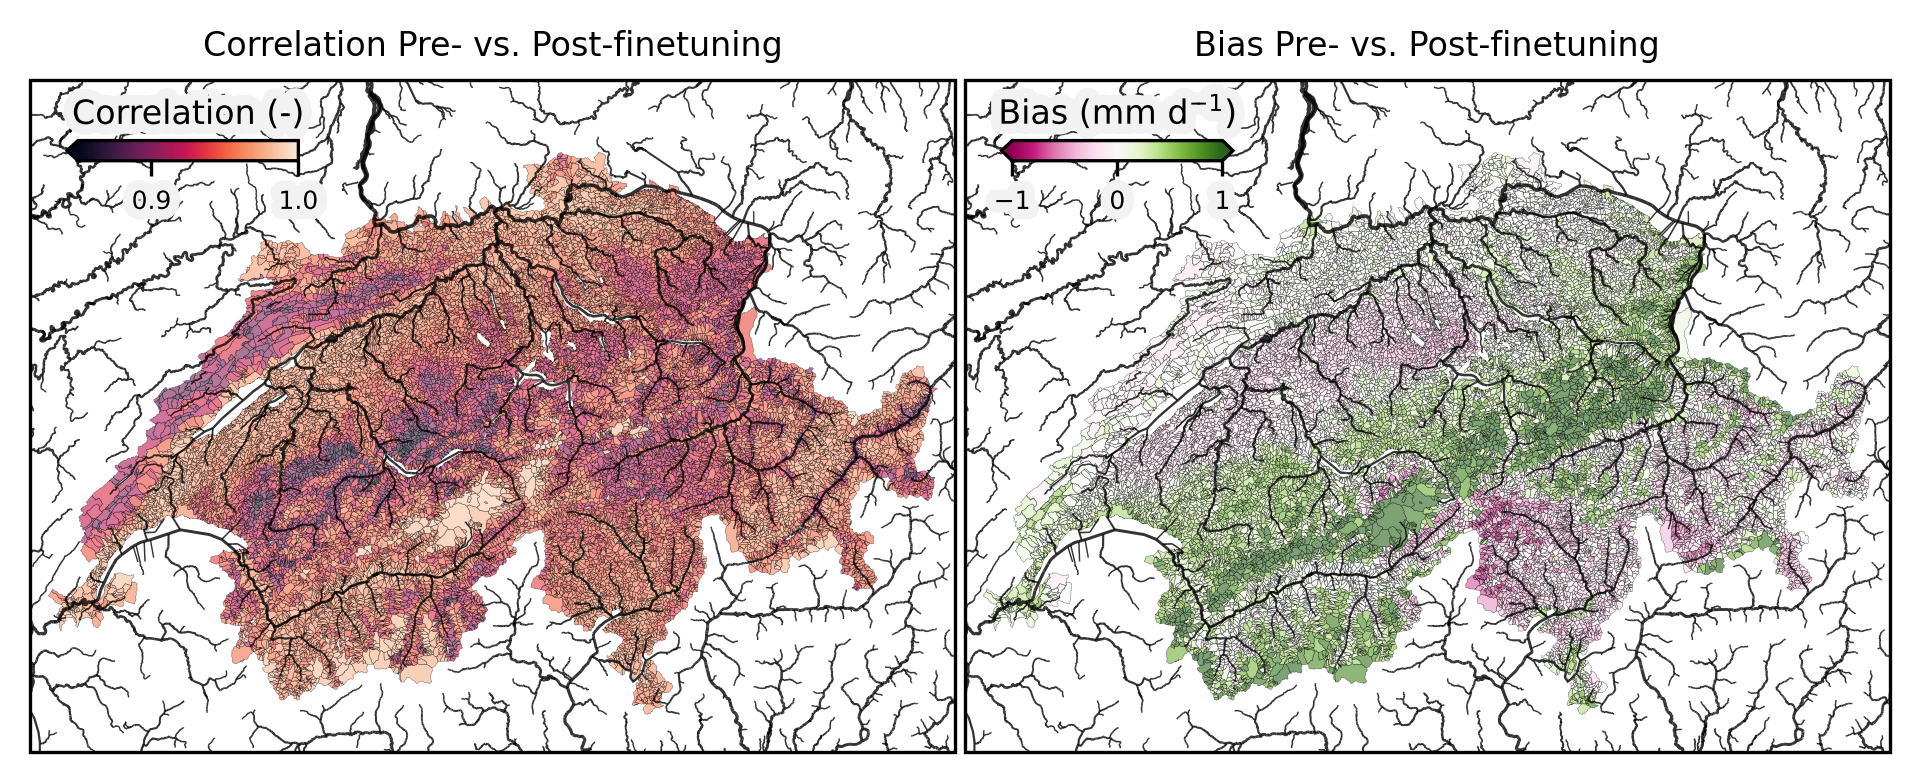 Correlation Pre- vs. Post-finetuning
Correlation (-)
0.9 1.0
Bias Pre- vs. Post-finetuning
Bias (mm d⁻¹)
−1 0 1